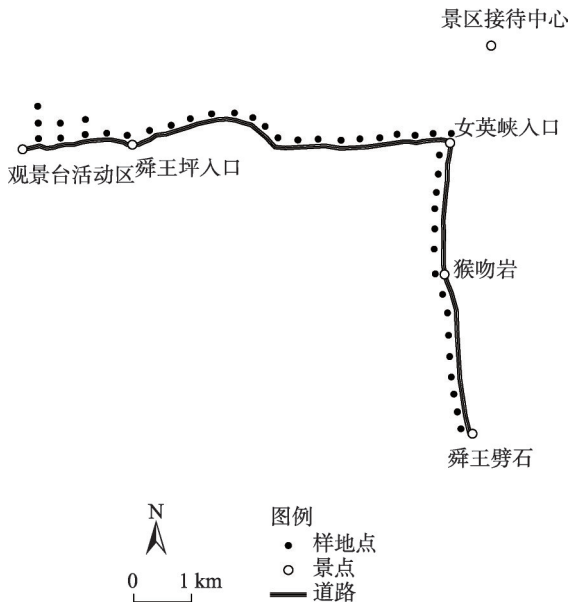 景区接待中心
女英峡入口
观景台活动区
舜王坪入口
猴吻岩
舜王劈石
N
图例
样地点
景点
0 1 km
道路